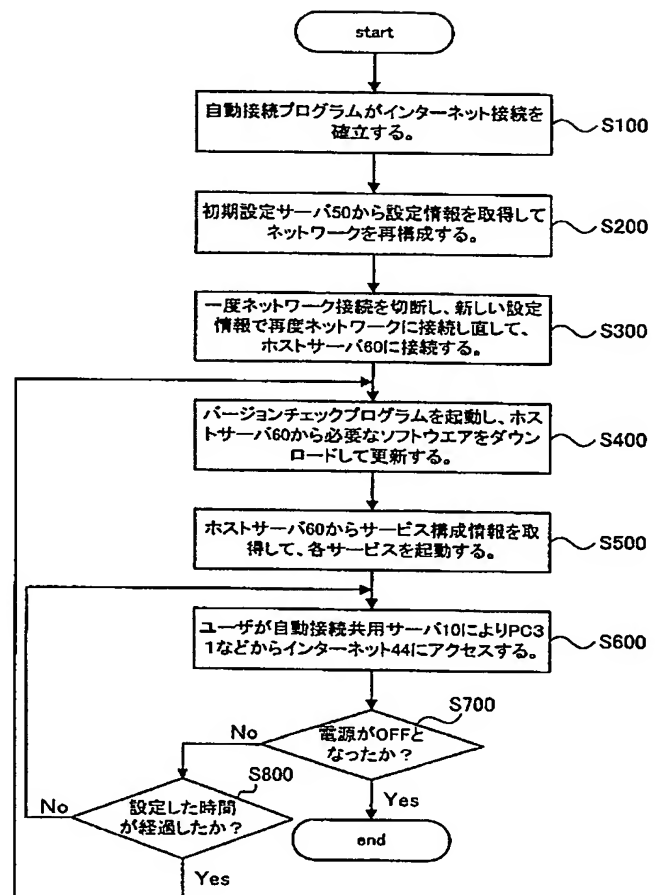 start
自動接続プログラムがインターネット接続を
確立する。
S100
初期設定サーバ50から設定情報を取得して
ネットワークを再構成する。
S200
一度ネットワーク接続を切断し、新しい設定
情報で再度ネットワークに接続し直して、
ホストサーバ60に接続する。
S300
バージョンチェックプログラムを起動し、ホス
トサーバ60から必要なソフトウエアをダウン
ロードして更新する。
S400
ホストサーバ60からサービス構成情報を取
得して、各サービスを起動する。
S500
ユーザが自動接続共用サーバ10によりPC3
1などからインターネット44にアクセスする。
S600
S700
No
電源がOFFと
なったか?
Yes
S800
No
設定した時間
が経過したか?
Yes
end